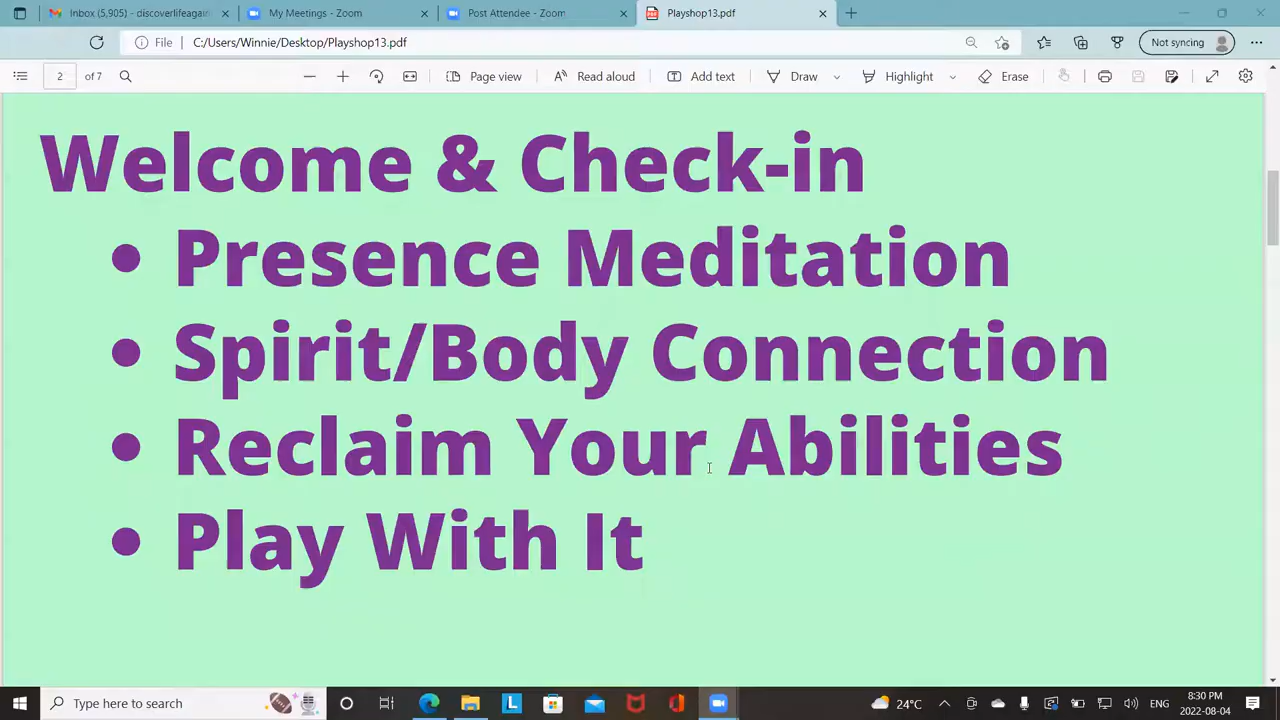 Inbox (5,905) - discoverlifeagain
My Meetings - Zoom
Post Attendee - Zoom
Playshop13.pdf
File
C:/Users/Winnie/Desktop/Playshop13.pdf
Not syncing
2 of 7
Page view
Read aloud
Add text
Draw
Highlight
Erase
Welcome & Check-in
• Presence Meditation
• Spirit/Body Connection
• Reclaim Your Abilities
• Play With It
Type here to search
L
24°C
ENG
8:30 PM
2022-08-04